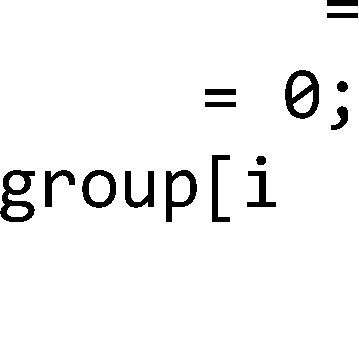 =
= 0;
group[i